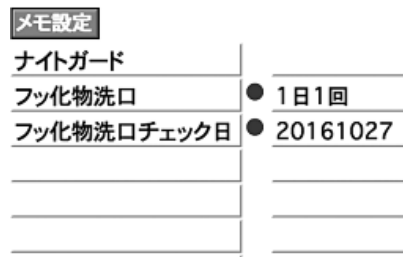 メモ設定
ナイトガード
フッ化物洗口 ● 1日1回
フッ化物洗口チェック日 ● 20161027